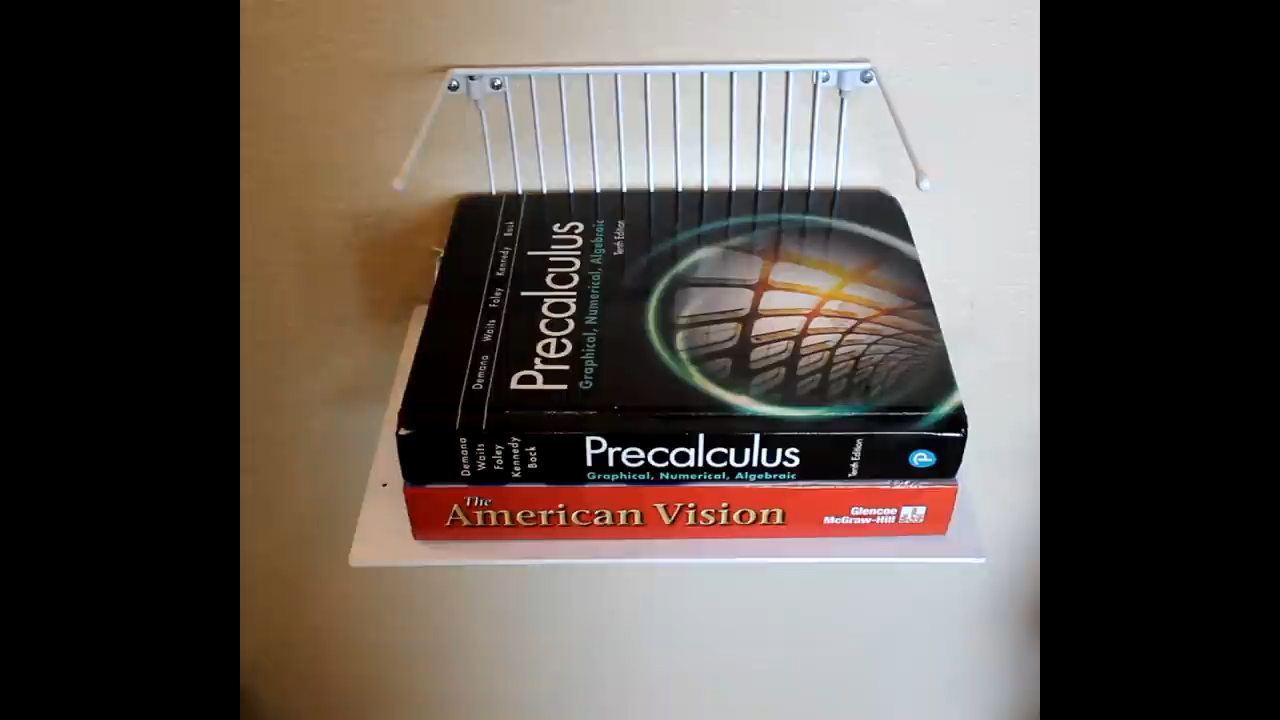 Demana Waits Foley Kennedy Bock
Precalculus
Graphical, Numerical, Algebraic
Tenth Edition
Demana
Waits
Foley
Kennedy
Bock
Precalculus
Graphical, Numerical, Algebraic
Tenth Edition
P
The
American Vision
Glencoe
McGraw-Hill